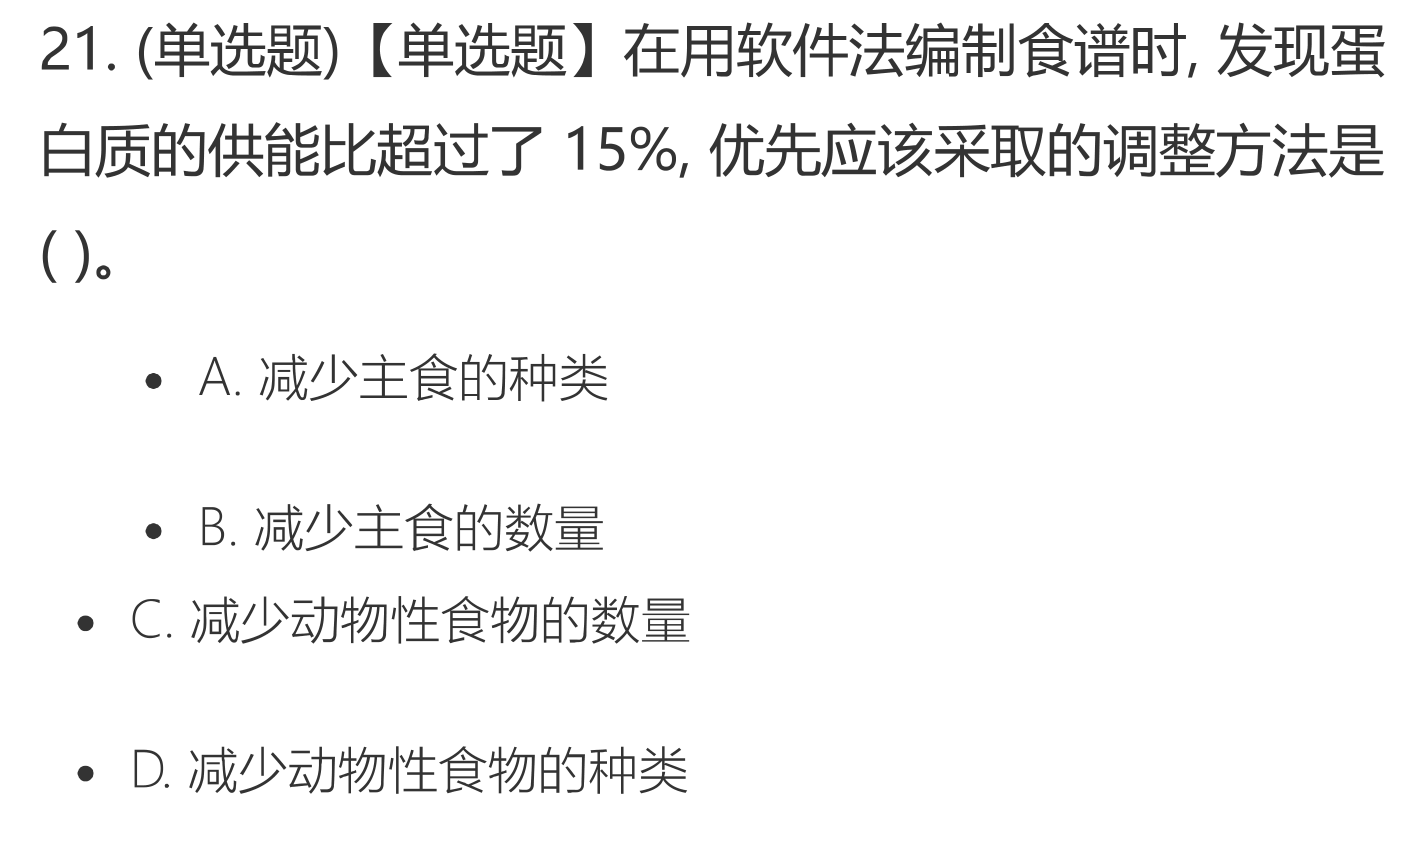 21. (单选题)【单选题】在用软件法编制食谱时, 发现蛋
白质的供能比超过了 15%, 优先应该采取的调整方法是
( )。
• A. 减少主食的种类
• B. 减少主食的数量
• C. 减少动物性食物的数量
• D. 减少动物性食物的种类